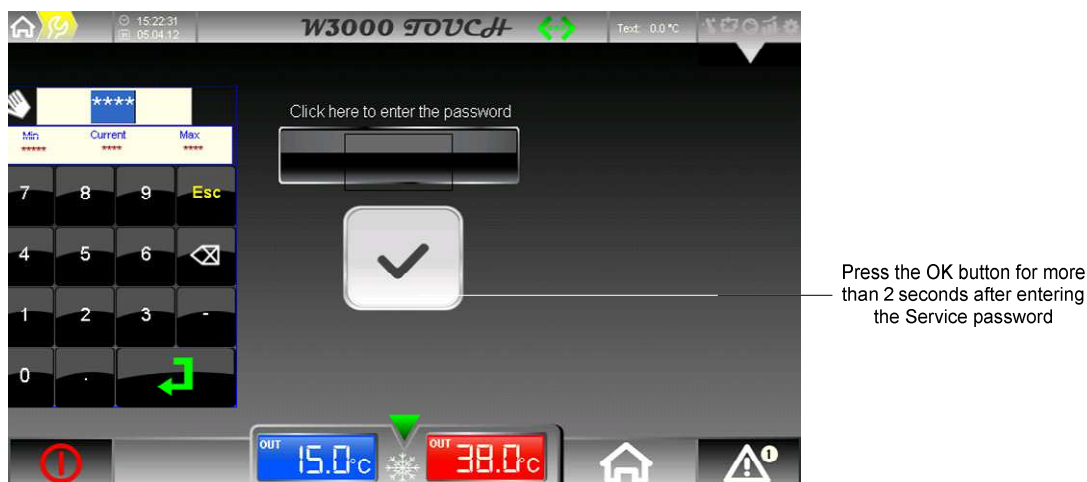 15:22:31
05.04.12
W3000 TOUCH
Text: 0.0 °C
****
Min Current Max
***** **** ****
Click here to enter the password
7 8 9 Esc
4 5 6
1 2 3 -
0 .
Press the OK button for more
than 2 seconds after entering
the Service password
OUT 15.0°C OUT 38.0°C
1